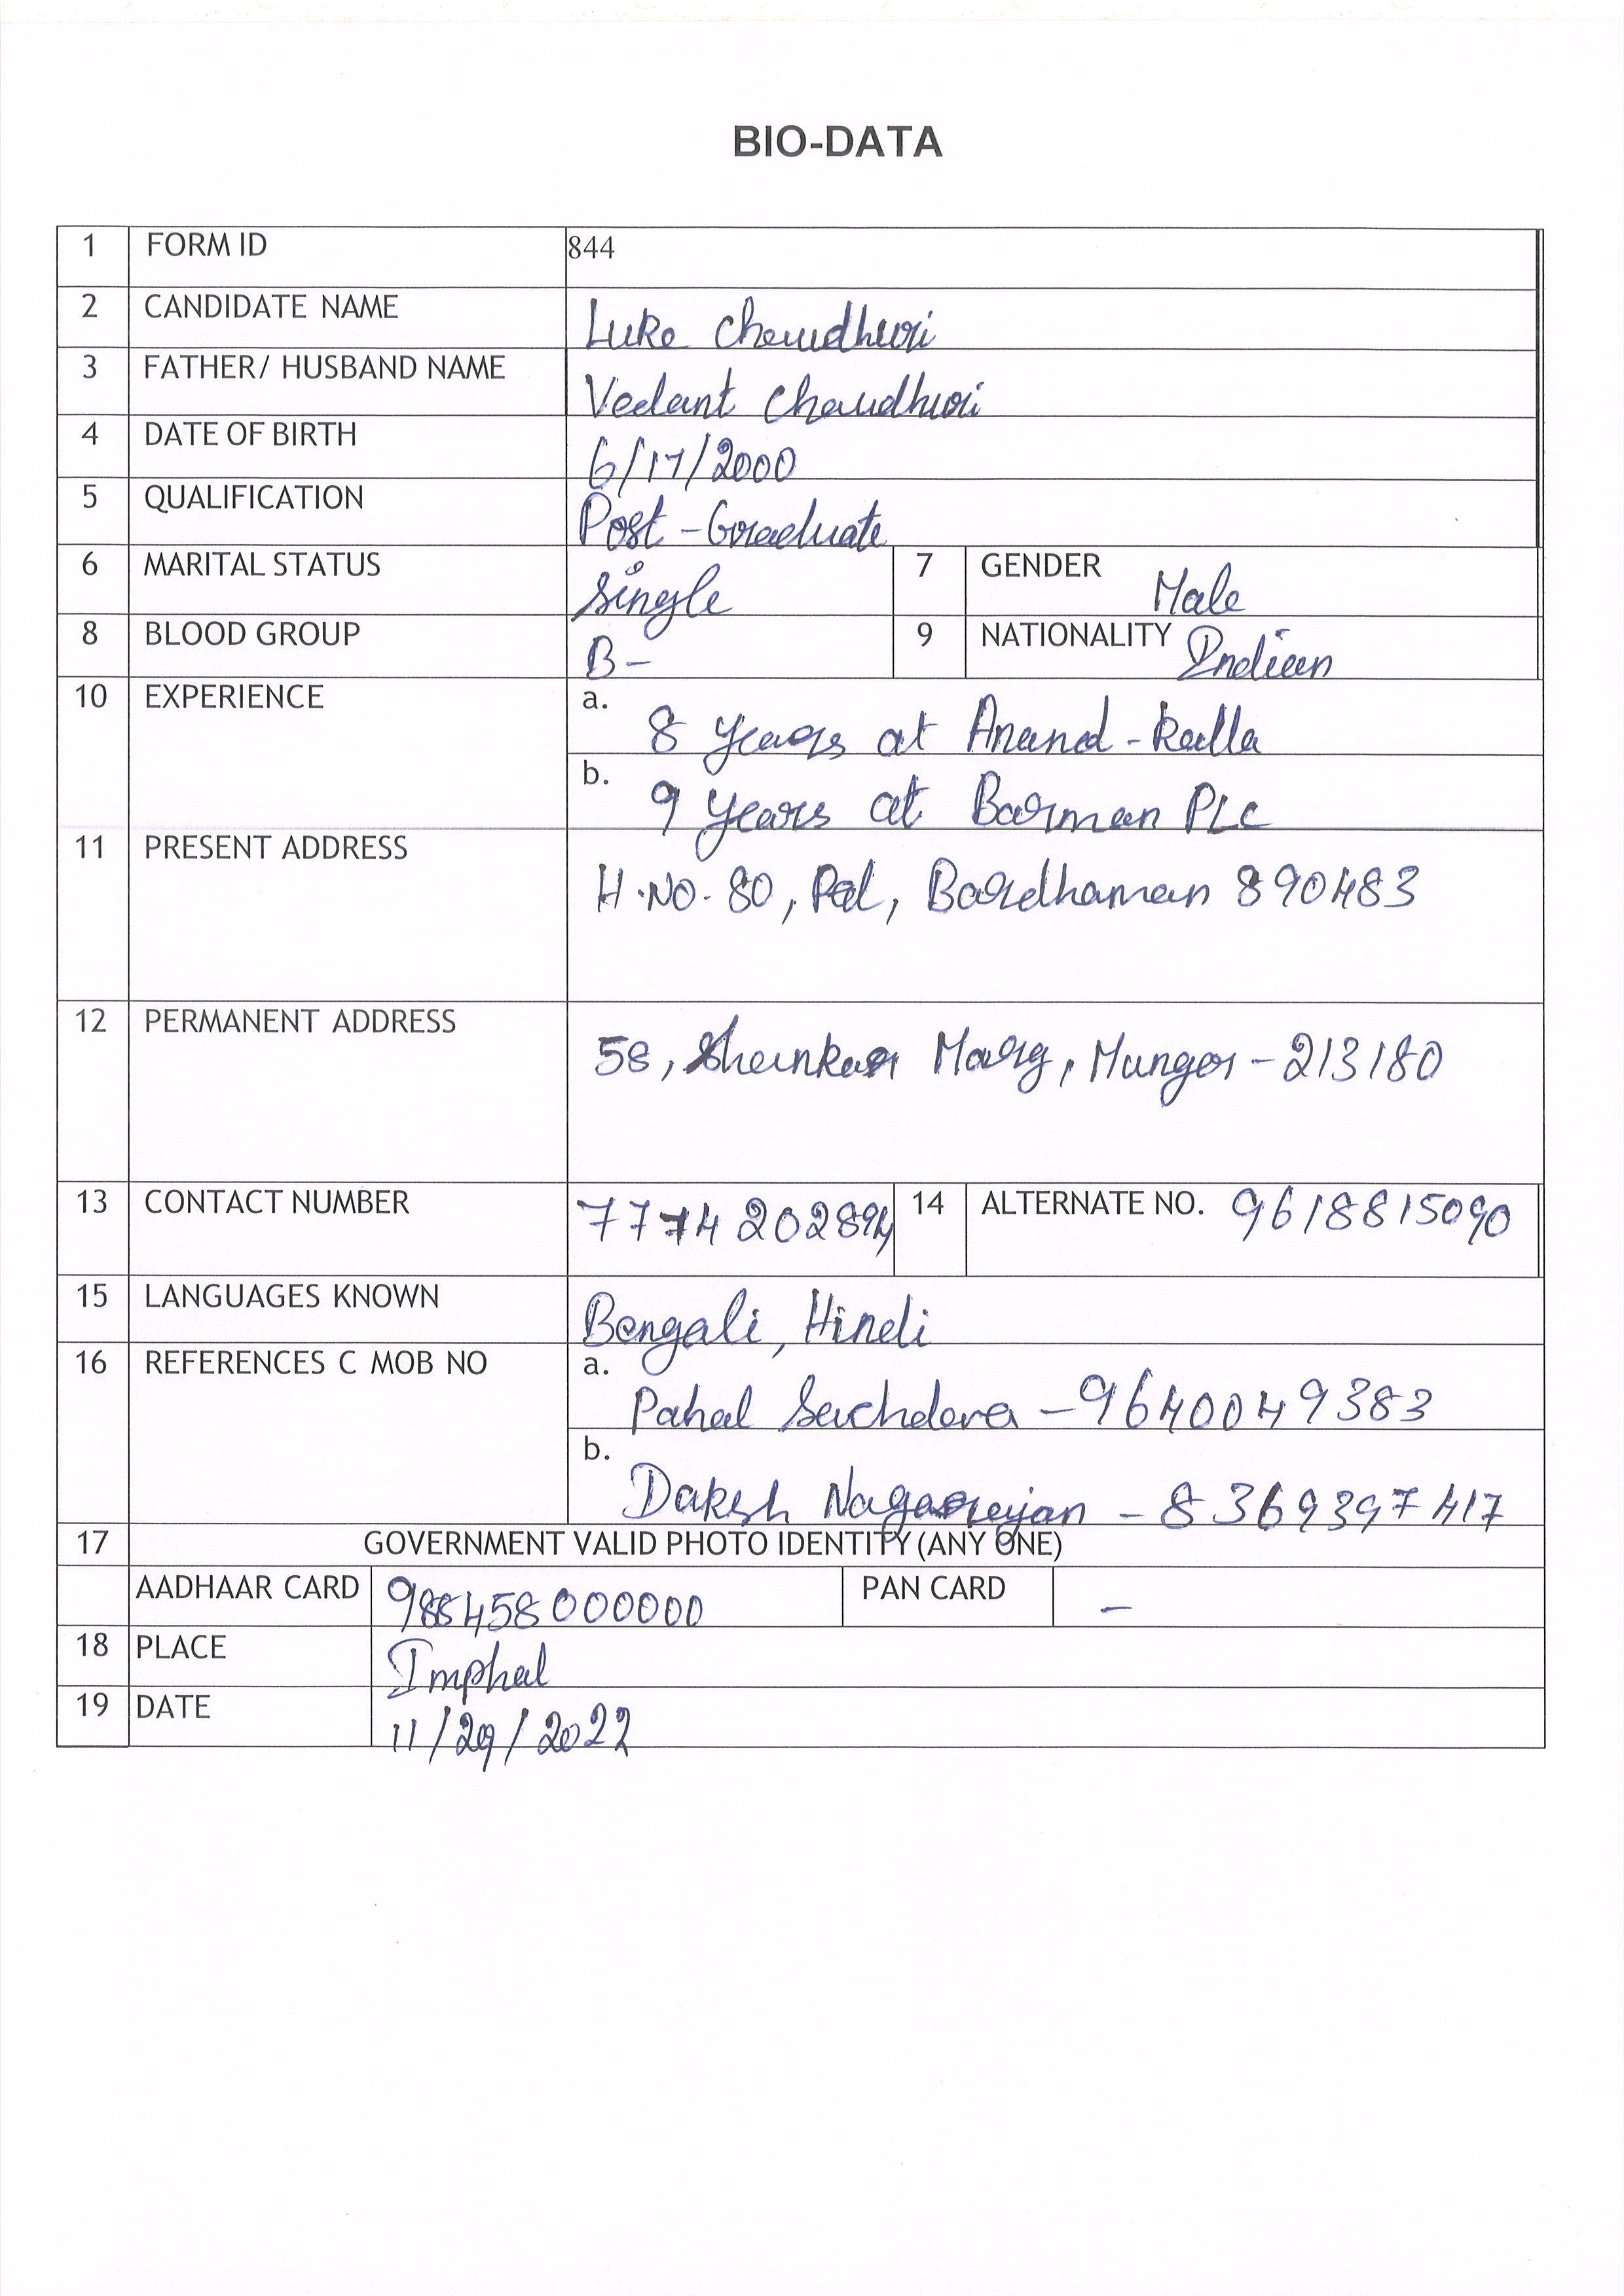 BIO-DATA
1 FORM ID 844
2 CANDIDATE NAME Luke Chaudhuri
3 FATHER/ HUSBAND NAME Vedant Chaudhuri
4 DATE OF BIRTH 6/17/2000
5 QUALIFICATION Post-Graduate
6 MARITAL STATUS Single 7 GENDER Male
8 BLOOD GROUP B- 9 NATIONALITY Indian
10 EXPERIENCE a. 8 years at Anand-Kalla
b. 9 years at Barman PLC
11 PRESENT ADDRESS H.NO. 80, Pal, Bardhaman 890483
12 PERMANENT ADDRESS 58, Shankar Marg, Munger - 213180
13 CONTACT NUMBER 7774202894 14 ALTERNATE NO. 9618815090
15 LANGUAGES KNOWN Bengali, Hindi
16 REFERENCES C MOB NO a. Pahal Sachdeva - 9640049383
b. Daksh Nagarajan - 8369397417
17 GOVERNMENT VALID PHOTO IDENTITY (ANY ONE)
AADHAAR CARD 988458000000 PAN CARD -
18 PLACE Imphal
19 DATE 11/29/2022